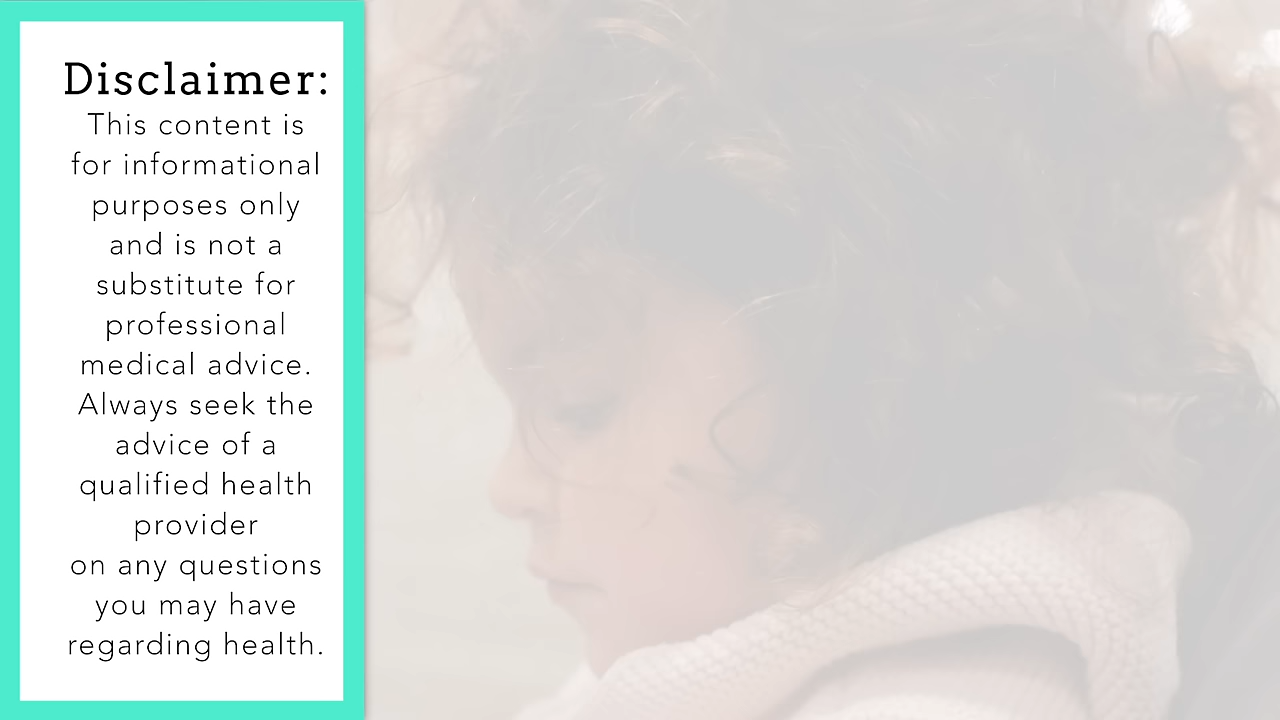 Disclaimer:
This content is
for informational
purposes only
and is not a
substitute for
professional
medical advice.
Always seek the
advice of a
qualified health
provider
on any questions
you may have
regarding health.